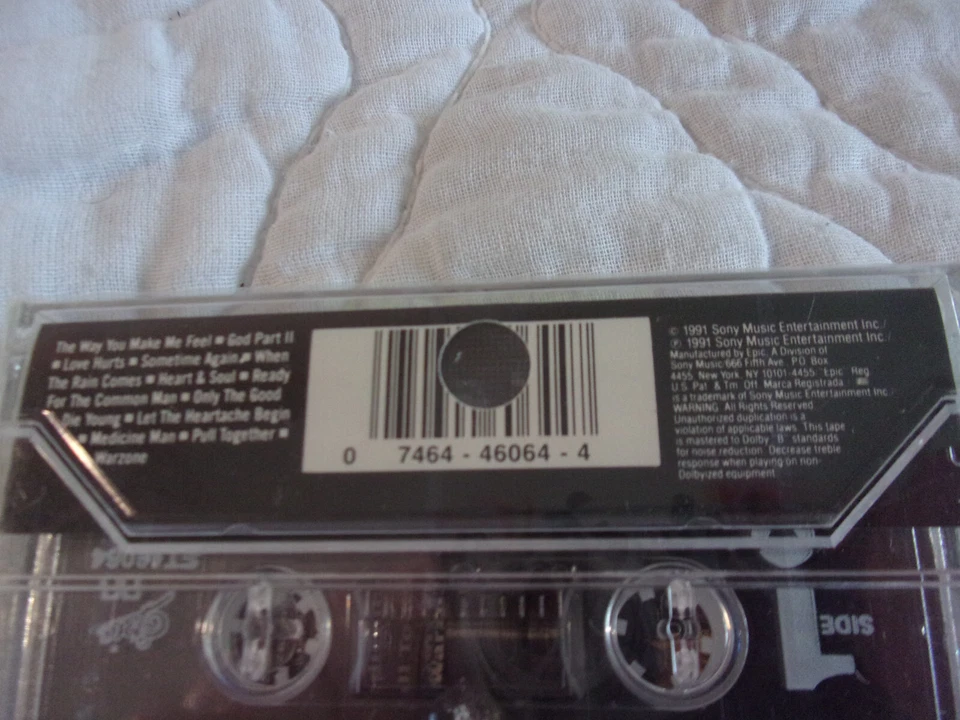 The Way You Make Me Feel ■ God Part II
■ Love Hurts ■ Sometime Again ■ When
The Rain Comes ■ Heart & Soul ■ Ready
For The Common Man ■ Only The Good
Die Young ■ Let The Heartache Begin
■ Medicine Man ■ Pull Together ■
Warzone
0 7464 - 46064 - 4
© 1991 Sony Music Entertainment Inc./
℗ 1991 Sony Music Entertainment Inc./
Manufactured by Epic, A Division of
Sony Music/666 Fifth Ave. P.O. Box
4455, New York, NY 10101-4455 "Epic" Reg.
U.S. Pat. & Tm. Off. Marca Registrada./
is a trademark of Sony Music Entertainment Inc./
WARNING: All Rights Reserved.
Unauthorized duplication is a
violation of applicable laws. This tape
is mastered to Dolby "B" standards
for noise reduction. Decrease treble
response when playing on non-
Dolbyized equipment.
ET46064
SIDE
1